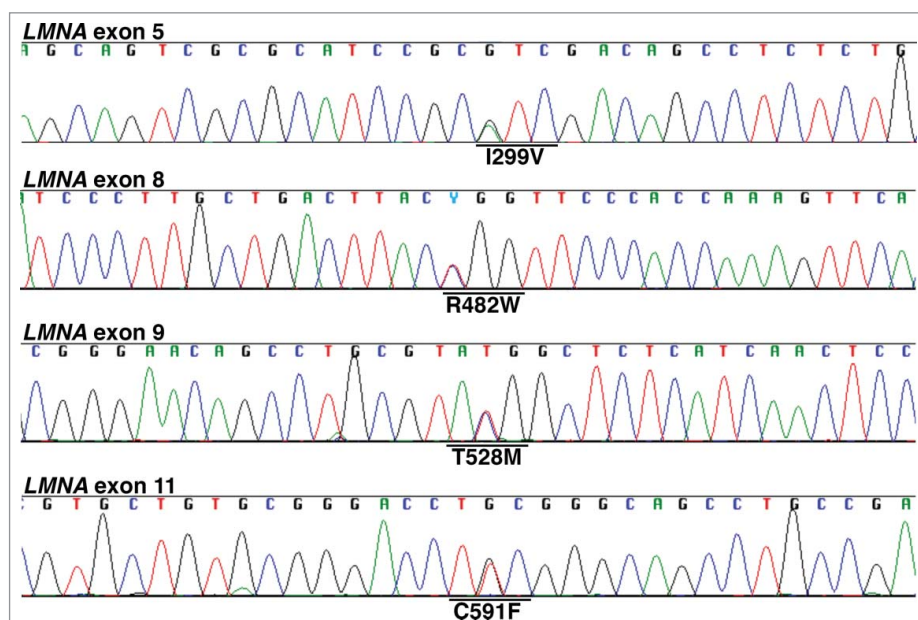 LMNA exon 5
A G C A G T C G C G C A T C C G C G T C G A C A G C C T C T C T G
I299V
LMNA exon 8
T C C C T T G C T G A C T T A C Y G G T T C C C A C C A A A G T T C A
R482W
LMNA exon 9
C G G G A A C A G C C T G C G T A T G G C T C T C A T C A A C T C C
T528M
LMNA exon 11
G T G C T G T G C G G G A C C T G C G G G C A G C C T G C C G A
C591F